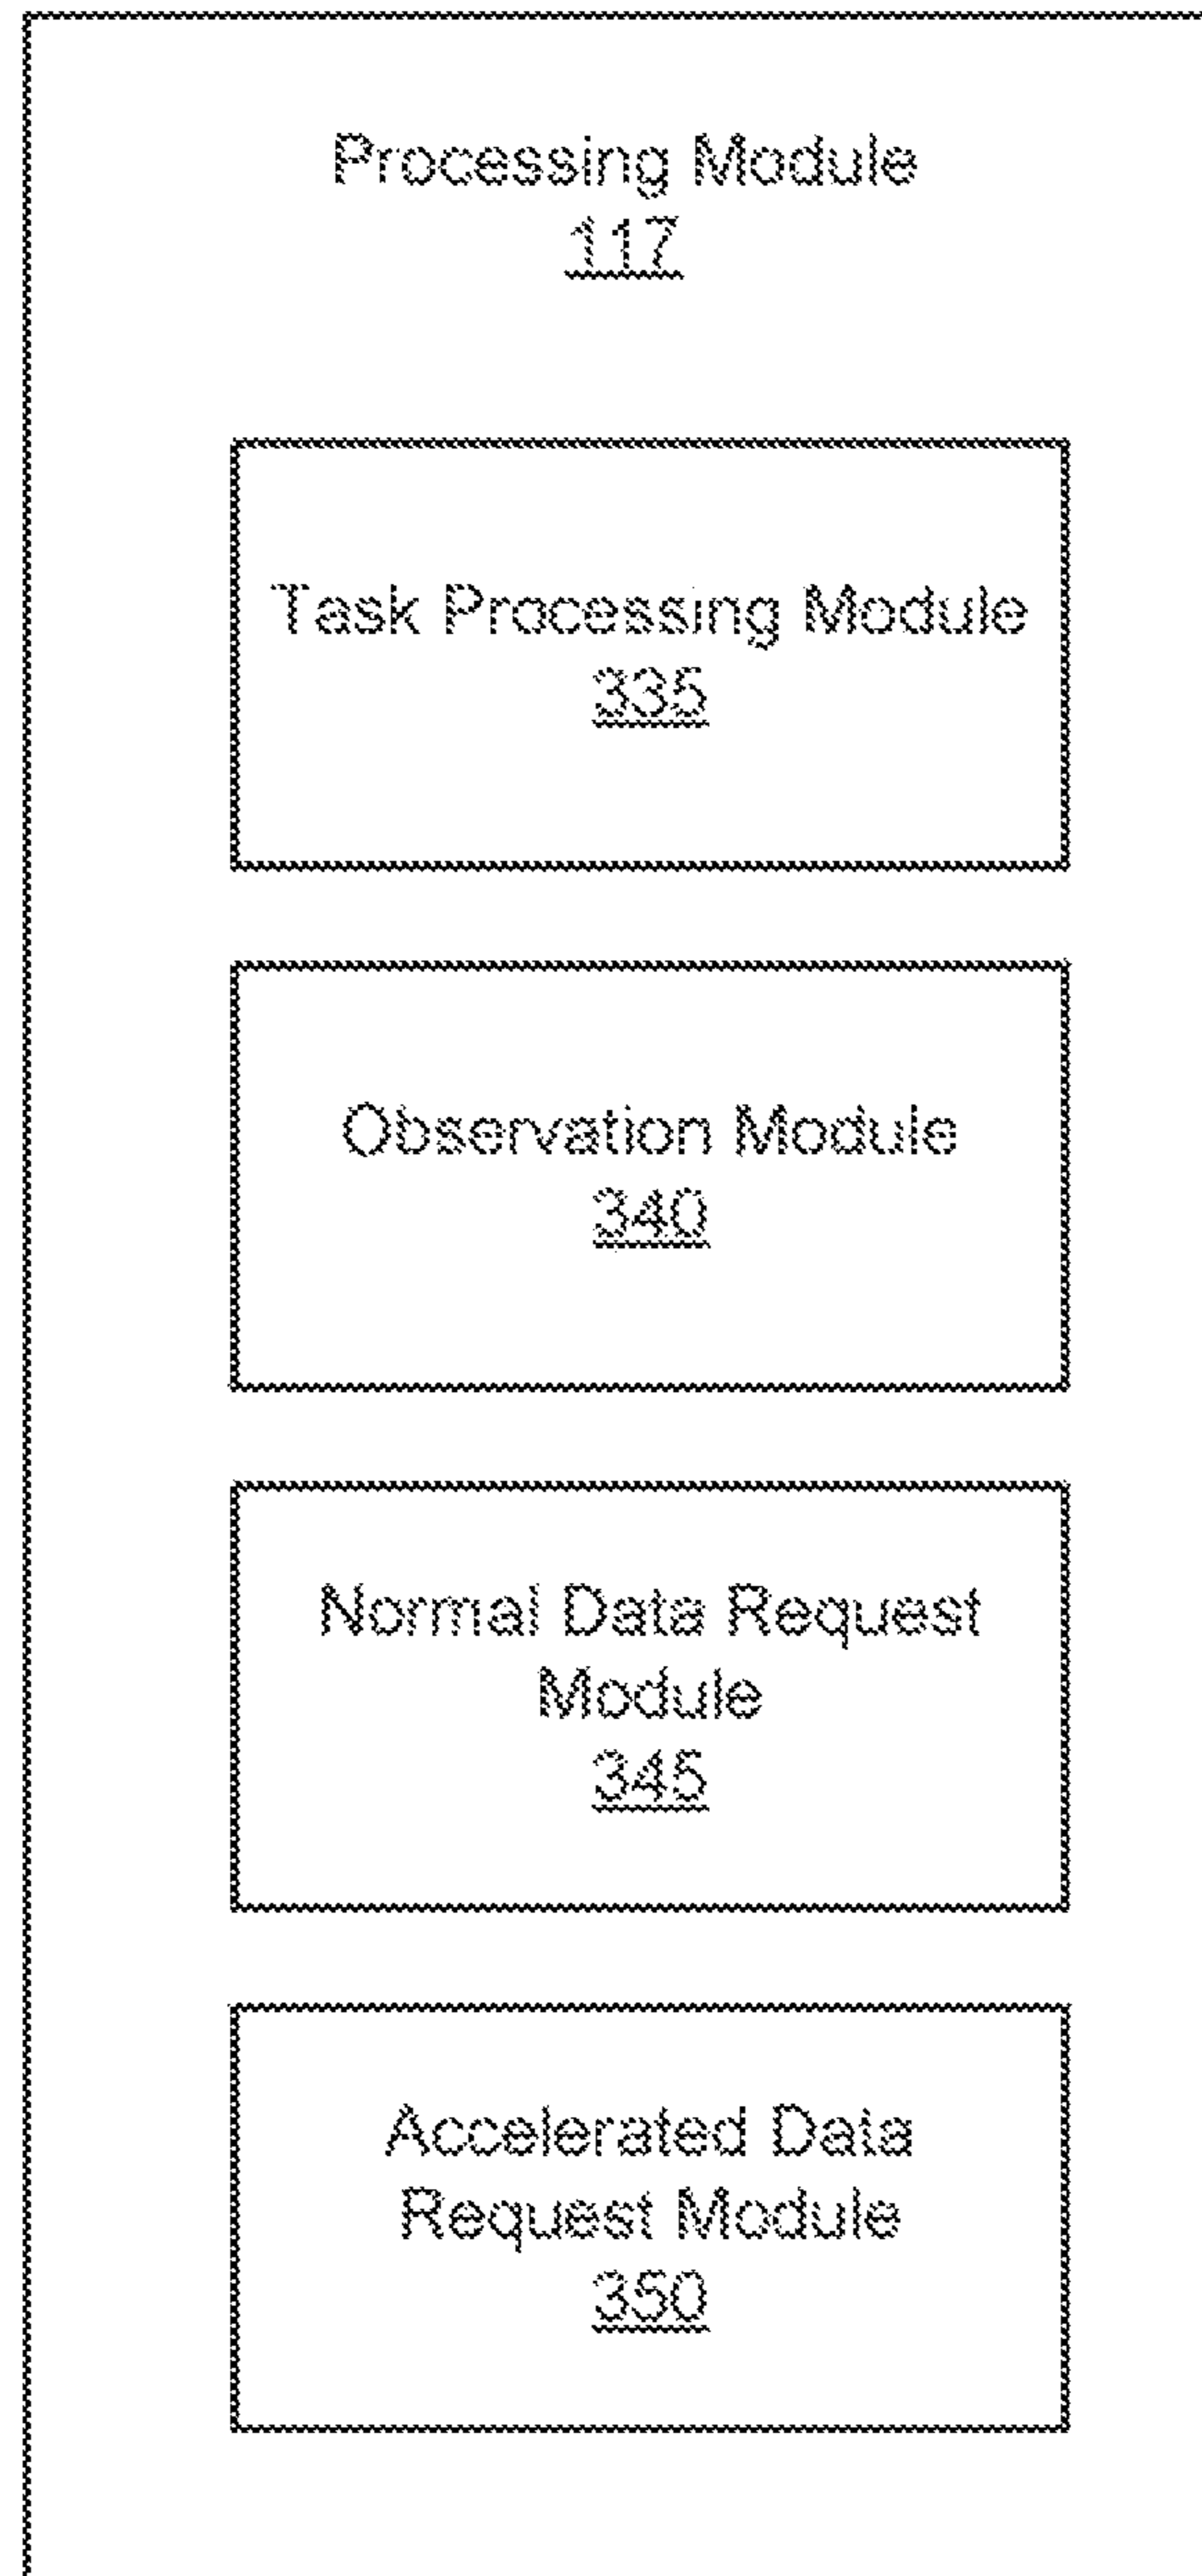 Processing Module
117
Task Processing Module
335
Observation Module
340
Normal Data Request
Module
345
Accelerated Data
Request Module
350